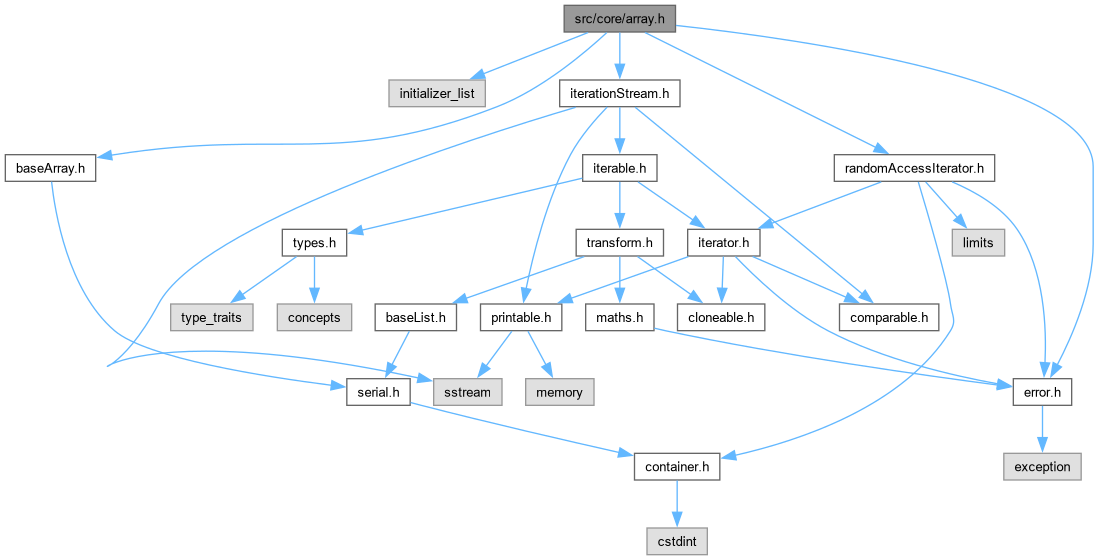 src/core/array.h
initializer_list
iterationStream.h
baseArray.h
iterable.h
randomAccessIterator.h
types.h
transform.h
iterator.h
limits
type_traits
concepts
baseList.h
printable.h
maths.h
cloneable.h
comparable.h
serial.h
sstream
memory
error.h
container.h
exception
cstdint